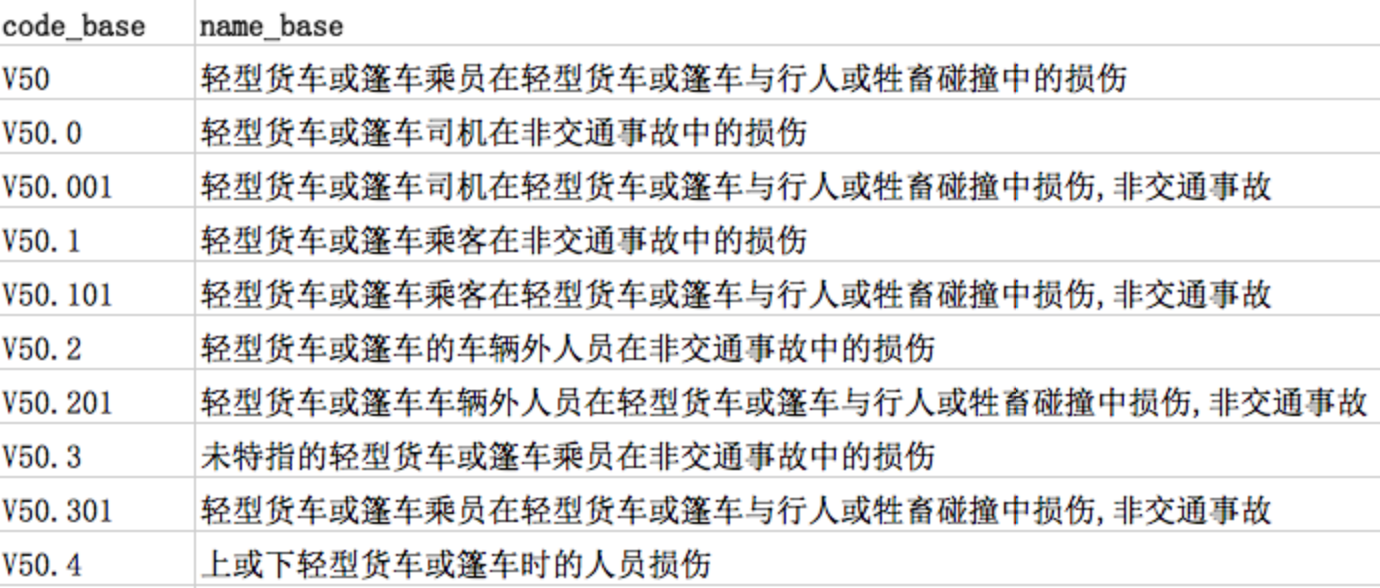 code_base name_base
V50 轻型货车或篷车乘员在轻型货车或篷车与行人或牲畜碰撞中的损伤
V50.0 轻型货车或篷车司机在非交通事故中的损伤
V50.001 轻型货车或篷车司机在轻型货车或篷车与行人或牲畜碰撞中损伤,非交通事故
V50.1 轻型货车或篷车乘客在非交通事故中的损伤
V50.101 轻型货车或篷车乘客在轻型货车或篷车与行人或牲畜碰撞中损伤,非交通事故
V50.2 轻型货车或篷车的车辆外人员在非交通事故中的损伤
V50.201 轻型货车或篷车车辆外人员在轻型货车或篷车与行人或牲畜碰撞中损伤,非交通事故
V50.3 未特指的轻型货车或篷车乘员在非交通事故中的损伤
V50.301 轻型货车或篷车乘员在轻型货车或篷车与行人或牲畜碰撞中损伤,非交通事故
V50.4 上或下轻型货车或篷车时的人员损伤